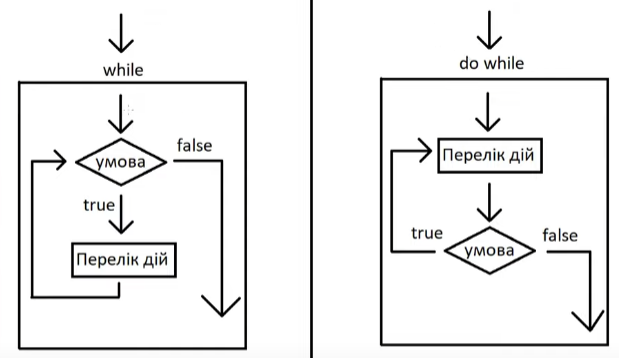 while
умова
false
true
Перелік дій
do while
Перелік дій
true
умова
false